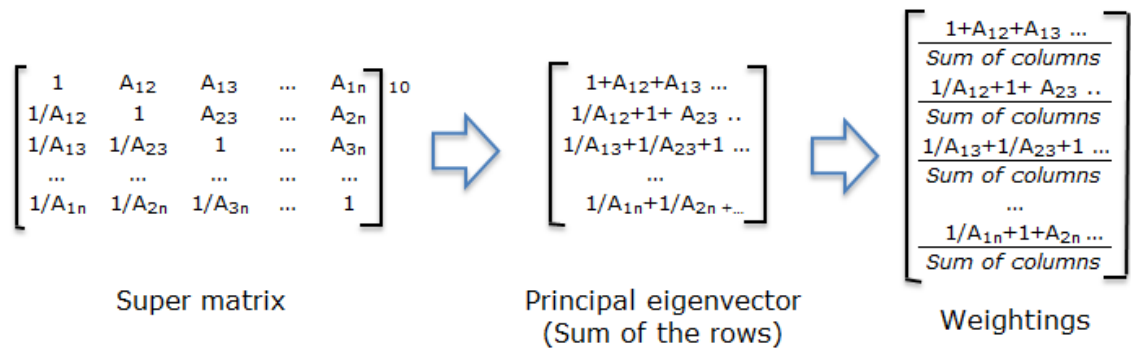 1 A12 A13 ... A1n
1/A12 1 A23 ... A2n
1/A13 1/A23 1 ... A3n
... ... ... ... ...
1/A1n 1/A2n 1/A3n ... 1
10
Super matrix
1+A12+A13 ...
1/A12+1+ A23 ..
1/A13+1/A23+1 ...
...
1/A1n+1/A2n +...
Principal eigenvector
(Sum of the rows)
1+A12+A13 ...
Sum of columns
1/A12+1+ A23 ..
Sum of columns
1/A13+1/A23+1 ...
Sum of columns
...
1/A1n+1+A2n ...
Sum of columns
Weightings